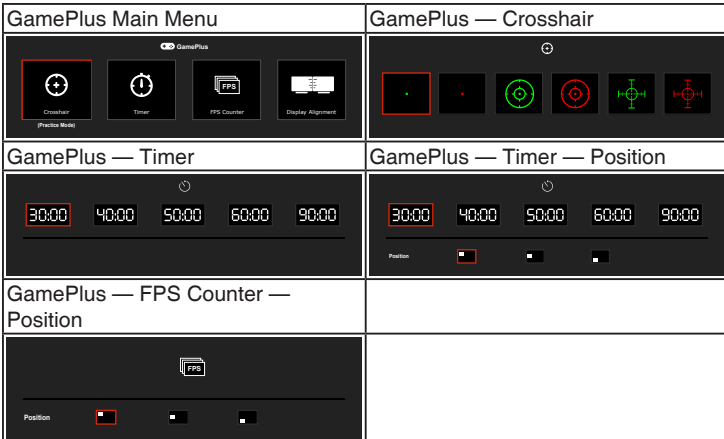 GamePlus Main Menu
GamePlus — Crosshair
GamePlus
FPS
Crosshair
Timer
FPS Counter
Display Alignment
(Practice Mode)
GamePlus — Timer
GamePlus — Timer — Position
30:00 40:00 50:00 60:00 90:00
30:00 40:00 50:00 60:00 90:00
Position
GamePlus — FPS Counter —
Position
FPS
Position